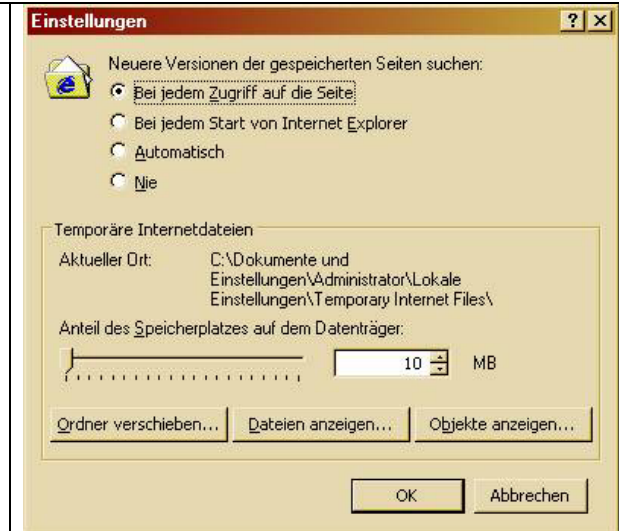 Einstellungen
Neuere Versionen der gespeicherten Seiten suchen:
Bei jedem Zugriff auf die Seite
Bei jedem Start von Internet Explorer
Automatisch
Nie
Temporäre Internetdateien
Aktueller Ort: C:\Dokumente und
Einstellungen\Administrator\Lokale
Einstellungen\Temporary Internet Files\
Anteil des Speicherplatzes auf dem Datenträger:
10 MB
Ordner verschieben... Dateien anzeigen... Objekte anzeigen...
OK Abbrechen